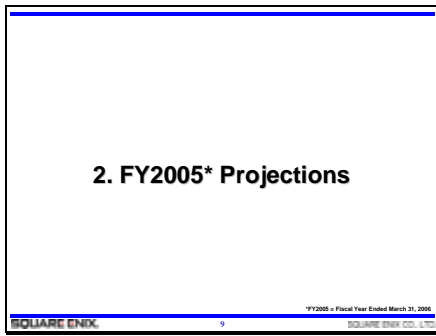 2. FY2005* Projections
*FY2005 = Fiscal Year Ended March 31, 2006
SQUARE ENIX.
9
SQUARE ENIX CO., LTD.